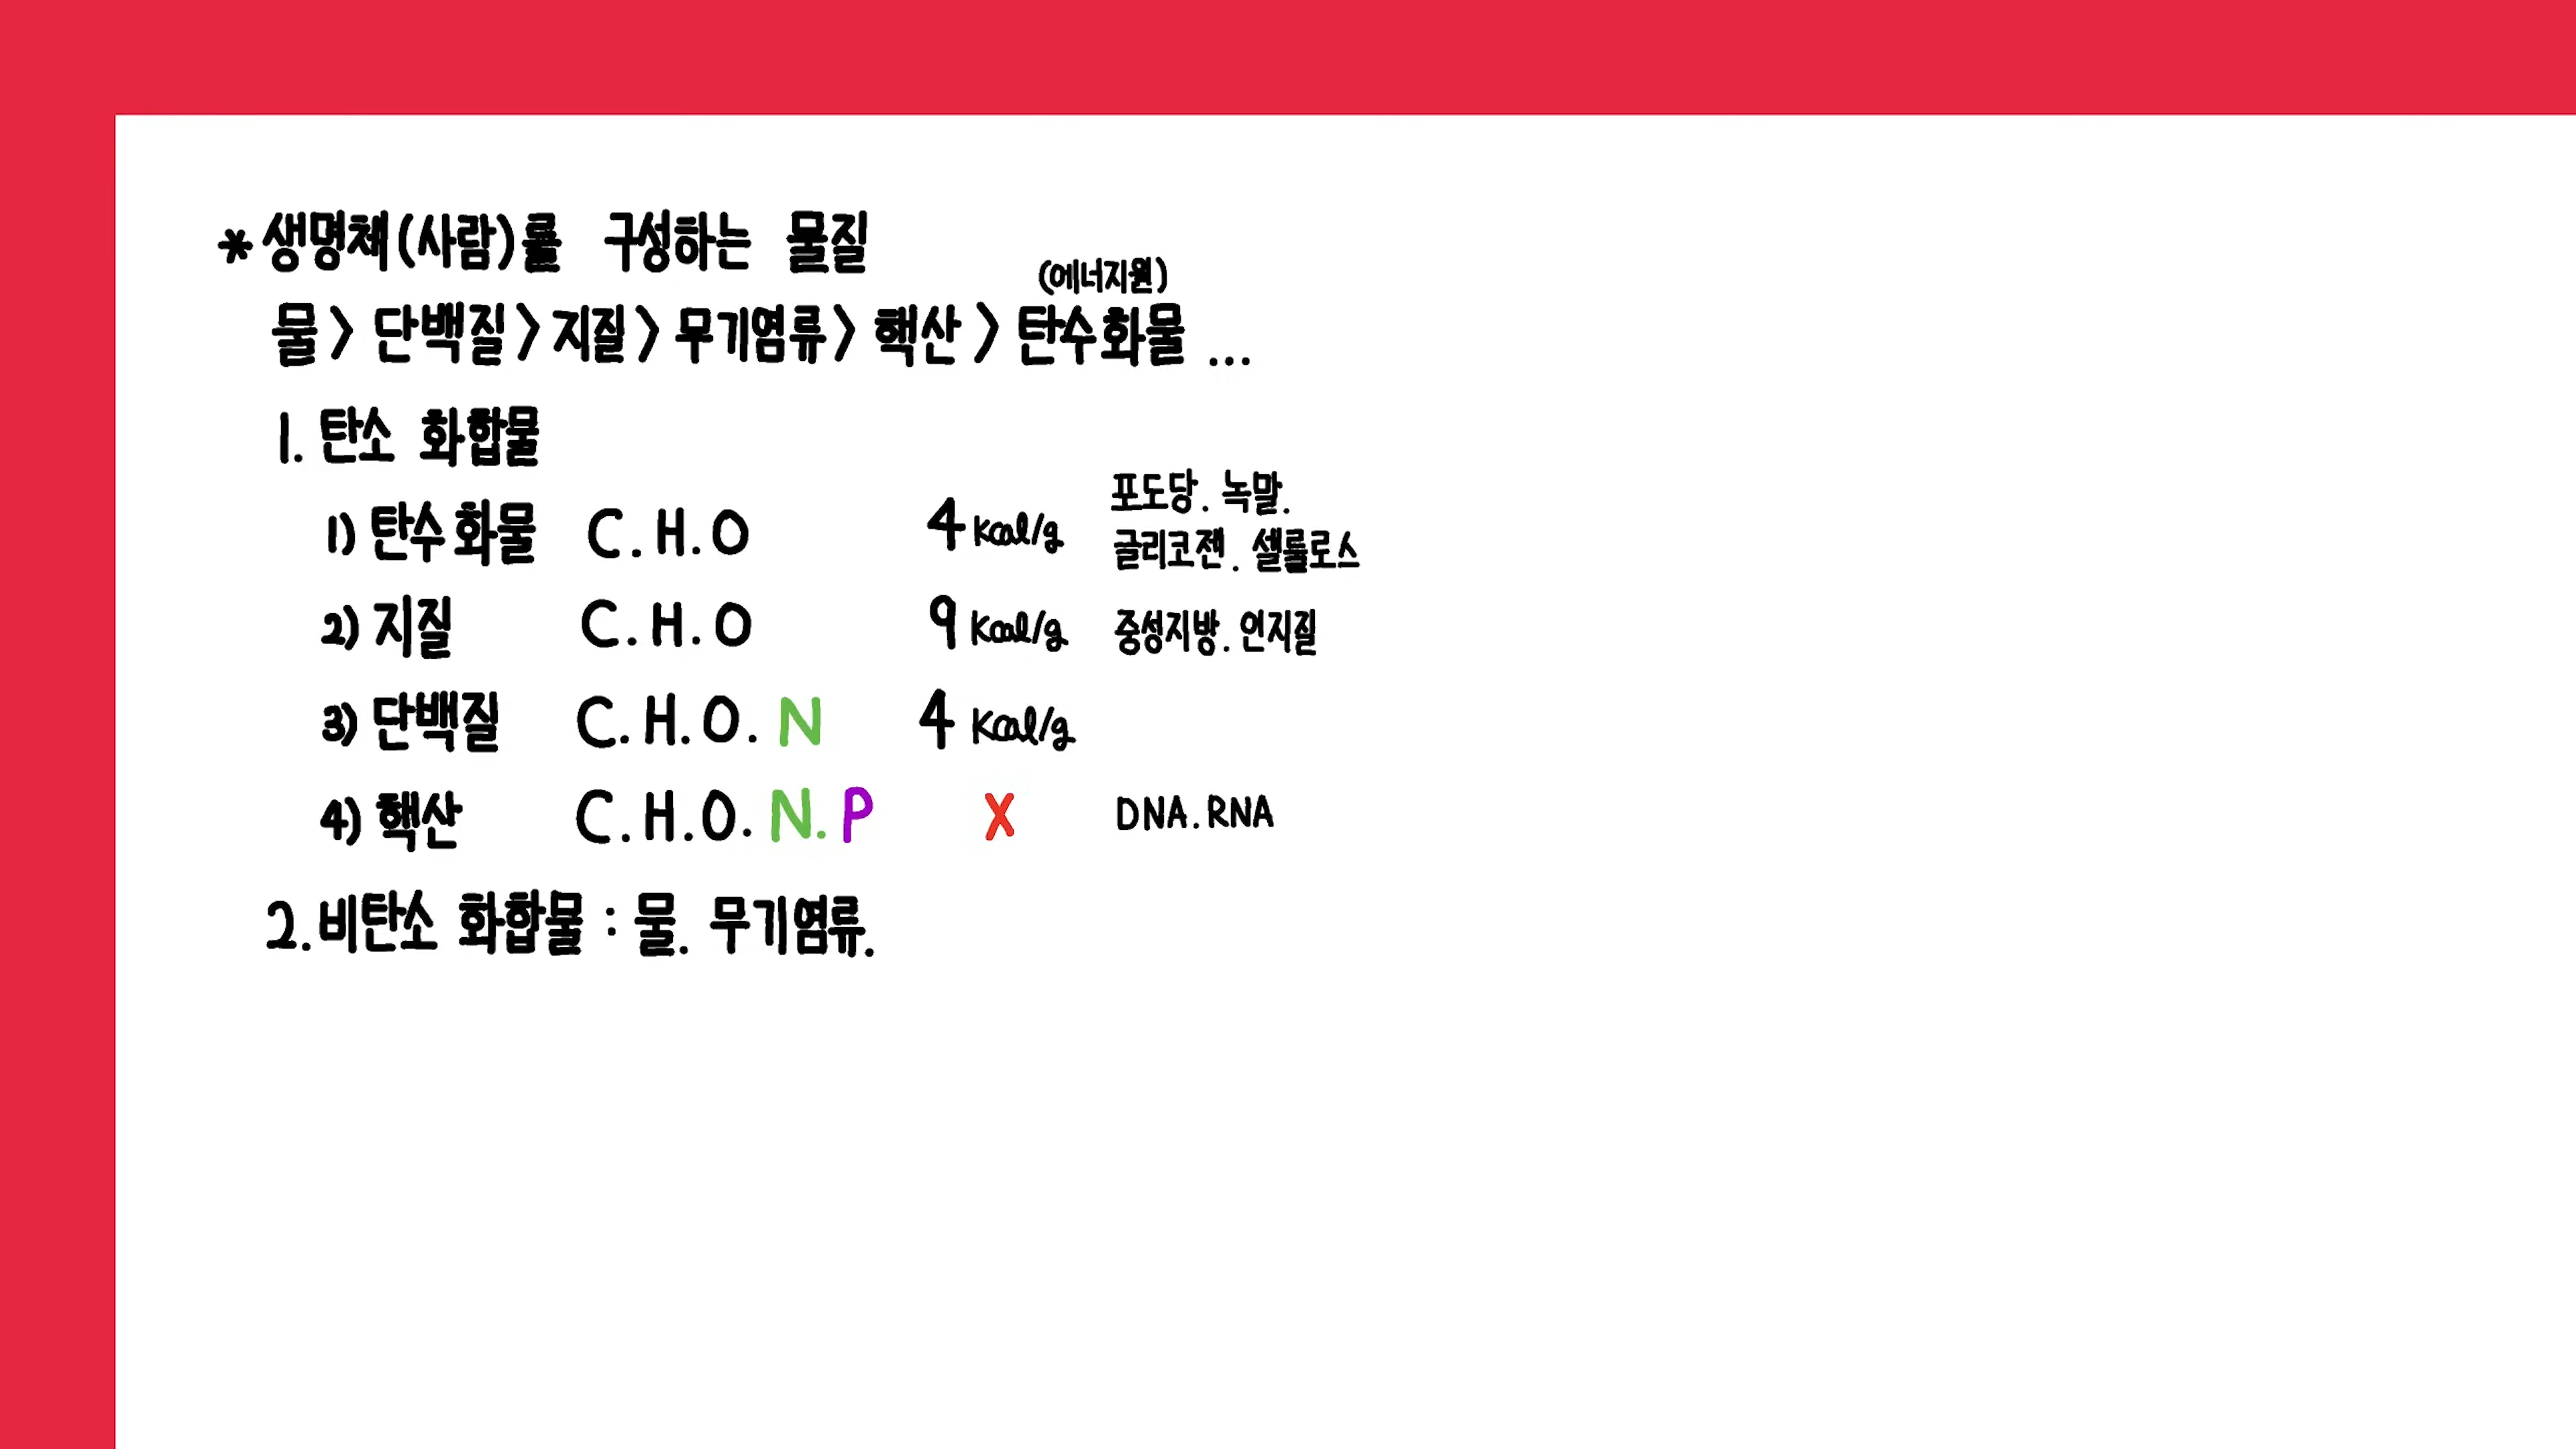 *생명체(사람)를 구성하는 물질
(에너지원)
물>단백질>지질>무기염류>핵산>탄수화물 ...
1. 탄소 화합물
1) 탄수화물 C.H.O 4 Kcal/g 포도당. 녹말.
글리코젠. 셀룰로스
2) 지질 C.H.O 9 Kcal/g 중성지방. 인지질
3) 단백질 C.H.O.N 4 Kcal/g
4) 핵산 C.H.O.N.P X DNA.RNA
2.비탄소 화합물 : 물. 무기염류.